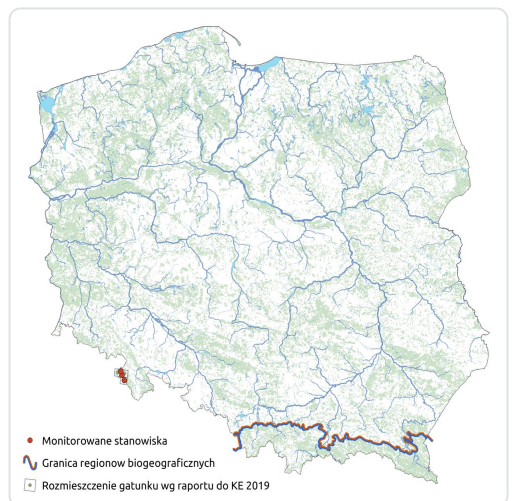 Monitorowane stanowiska
Granica regionow biogeograficznych
Rozmieszczenie gatunku wg raportu do KE 2019